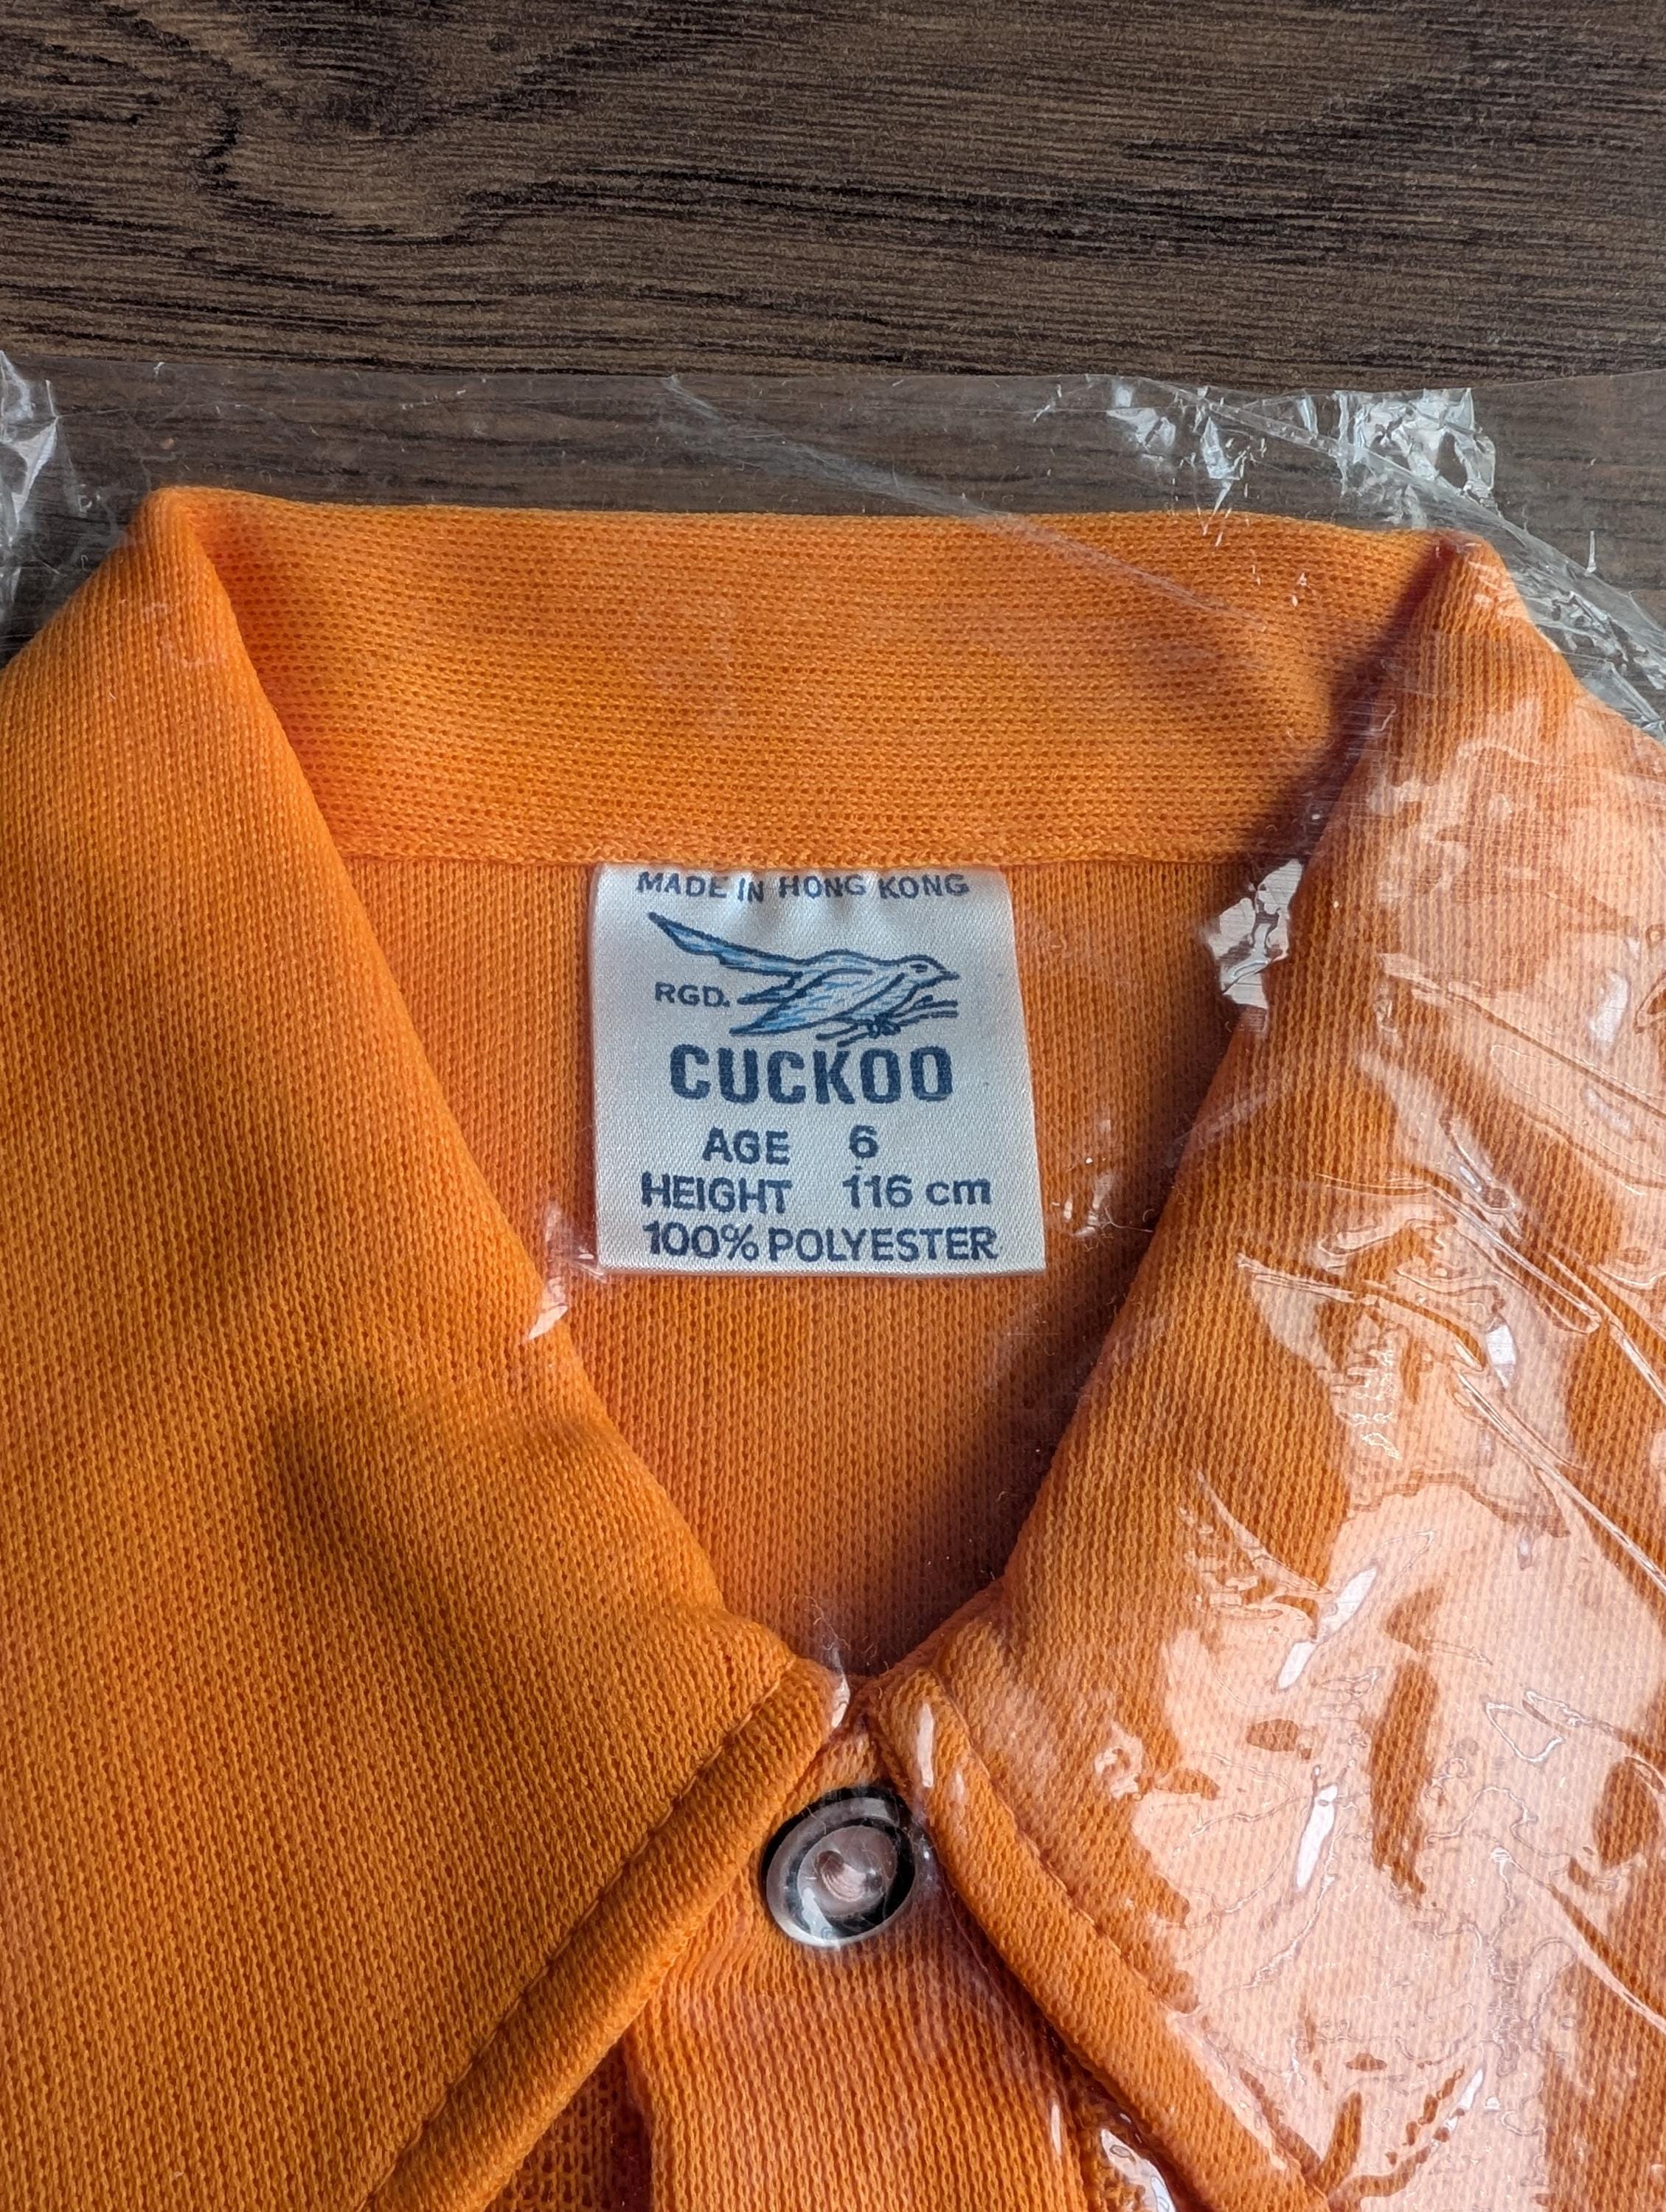 MADE IN HONG KONG
RGD.
CUCKOO
AGE 6
HEIGHT 116 cm
100% POLYESTER